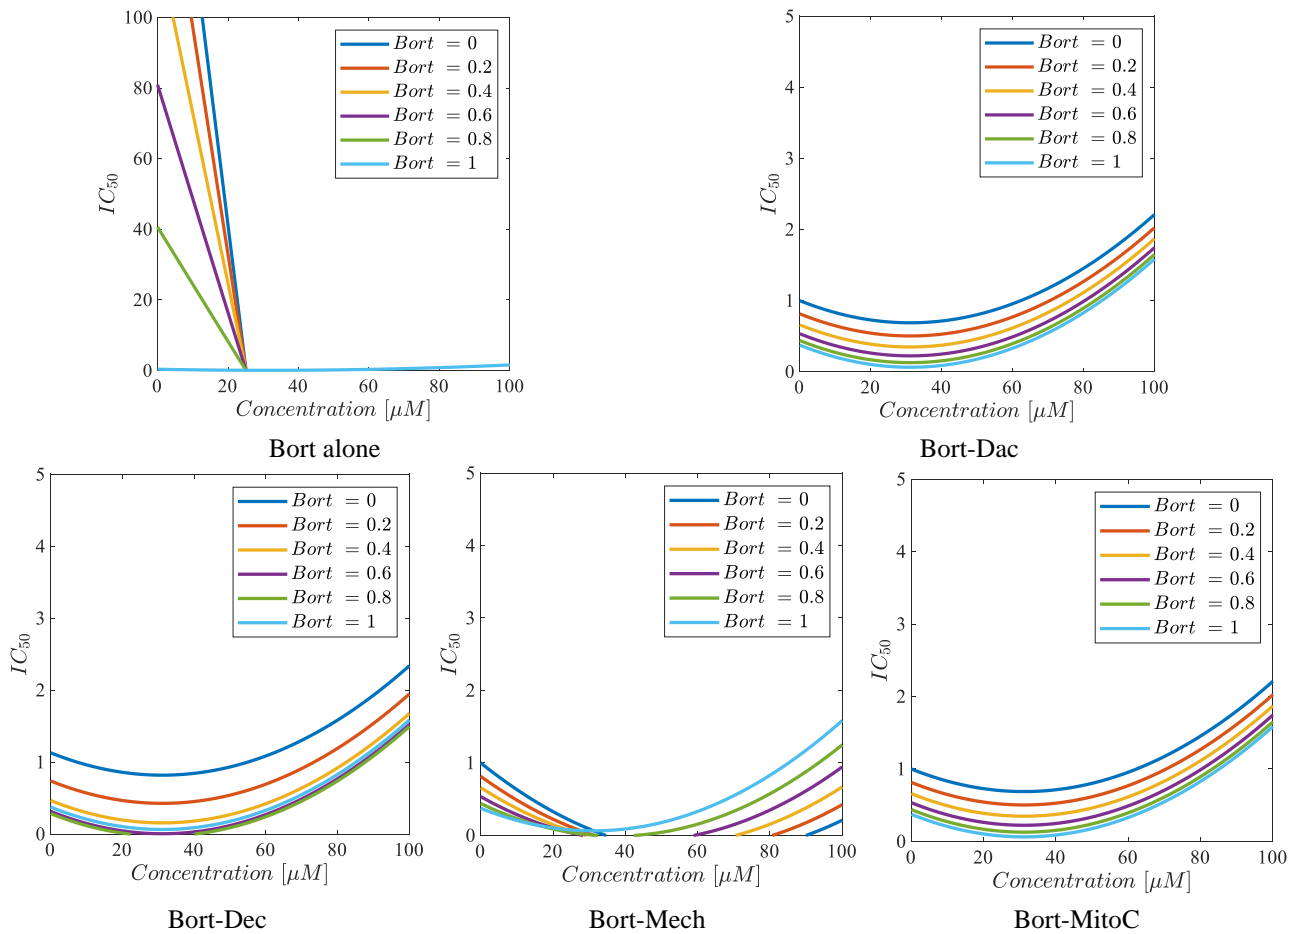 100
80
60
40
20
0
IC50
0 20 40 60 80 100
Concentration [μM]
Bort = 0
Bort = 0.2
Bort = 0.4
Bort = 0.6
Bort = 0.8
Bort = 1
Bort alone
5
4
3
2
1
0
IC50
0 20 40 60 80 100
Concentration [μM]
Bort = 0
Bort = 0.2
Bort = 0.4
Bort = 0.6
Bort = 0.8
Bort = 1
Bort-Dac
5
4
3
2
1
0
IC50
0 20 40 60 80 100
Concentration [μM]
Bort = 0
Bort = 0.2
Bort = 0.4
Bort = 0.6
Bort = 0.8
Bort = 1
Bort-Dec
5
4
3
2
1
0
IC50
0 20 40 60 80 100
Concentration [μM]
Bort = 0
Bort = 0.2
Bort = 0.4
Bort = 0.6
Bort = 0.8
Bort = 1
Bort-Mech
5
4
3
2
1
0
IC50
0 20 40 60 80 100
Concentration [μM]
Bort = 0
Bort = 0.2
Bort = 0.4
Bort = 0.6
Bort = 0.8
Bort = 1
Bort-MitoC